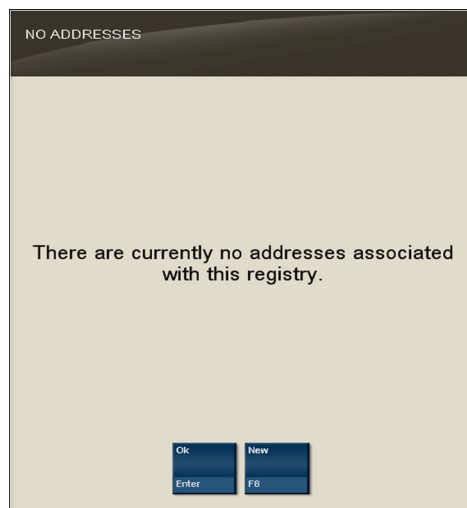 NO ADDRESSES
There are currently no addresses associated
with this registry.
Ok
Enter
New
F8